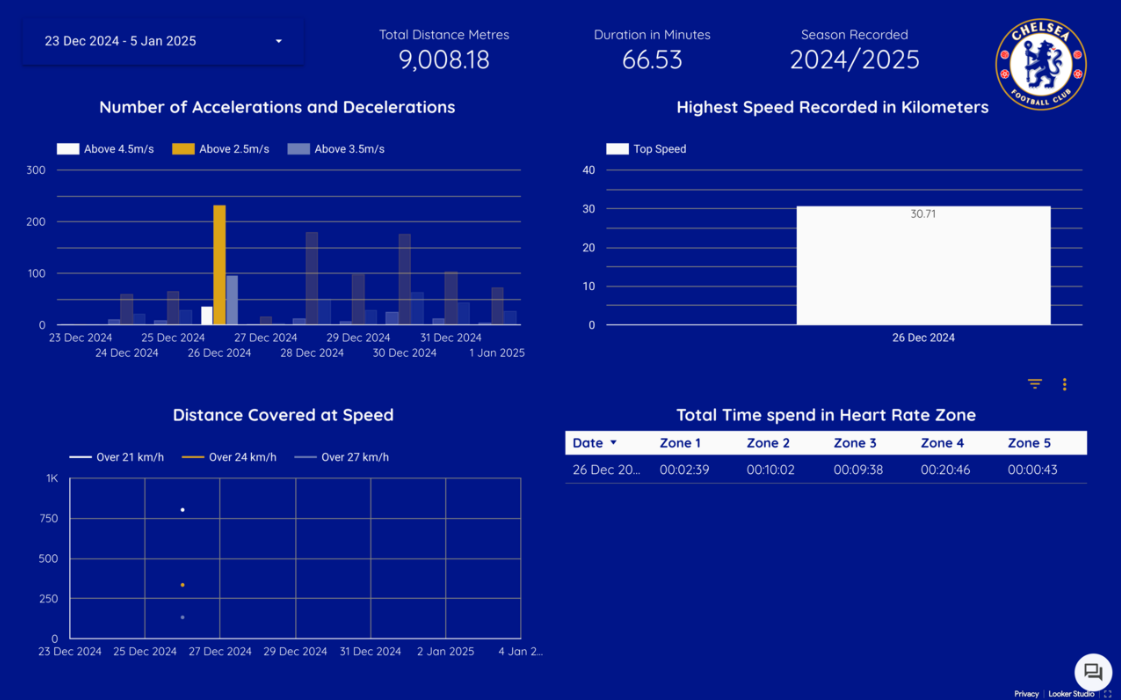 23 Dec 2024 - 5 Jan 2025
Total Distance Metres
9,008.18
Duration in Minutes
66.53
Season Recorded
2024/2025
CHELSEA
FOOTBALL CLUB
Number of Accelerations and Decelerations
Above 4.5m/s Above 2.5m/s Above 3.5m/s
300
200
100
0
23 Dec 2024 25 Dec 2024 27 Dec 2024 29 Dec 2024 31 Dec 2024
24 Dec 2024 26 Dec 2024 28 Dec 2024 30 Dec 2024 1 Jan 2025
Highest Speed Recorded in Kilometers
Top Speed
40
30
20
10
0
30.71
26 Dec 2024
Distance Covered at Speed
Over 21 km/h Over 24 km/h Over 27 km/h
1K
750
500
250
0
23 Dec 2024 25 Dec 2024 27 Dec 2024 29 Dec 2024 31 Dec 2024 2 Jan 2025 4 Jan 2...
Total Time spend in Heart Rate Zone
Date Zone 1 Zone 2 Zone 3 Zone 4 Zone 5
26 Dec 20... 00:02:39 00:10:02 00:09:38 00:20:46 00:00:43
Privacy Looker Studio